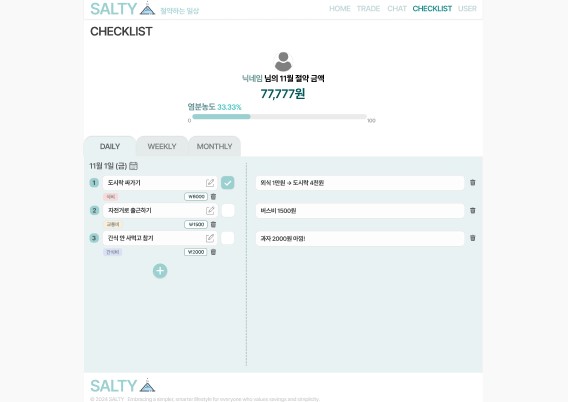 SALTY 절약하는 일상
HOME TRADE CHAT CHECKLIST USER
CHECKLIST
닉네임 님의 11월 절약 금액
77,777원
염분농도 33.33%
0 100
DAILY WEEKLY MONTHLY
11월 1일 (금)
1 도시락 싸기기 외식 1만원 → 도시락 4천원
식비 ₩6000
2 자전거로 출근하기 버스비 1500원
교통비 ₩1500
3 간식 안 사먹고 참기 과자 2000원 아낌!
간식비 ₩2000
SALTY
© 2024 SALTY Embracing a simpler, smarter lifestyle for everyone who values savings and simplicity.